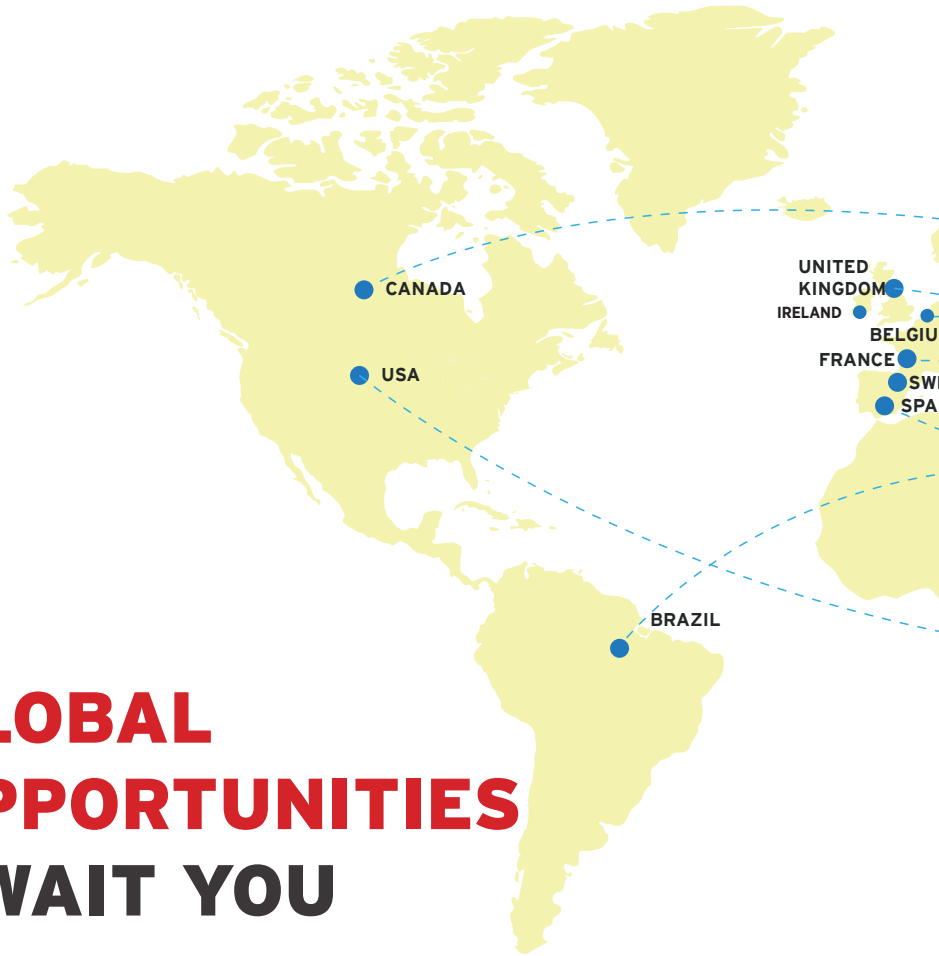 UNITED
KINGDOM
CANADA
IRELAND
BELGIU
FRANCE
USA
SWI
SPA
BRAZIL
LOBAL
PPORTUNITIES
WAIT YOU